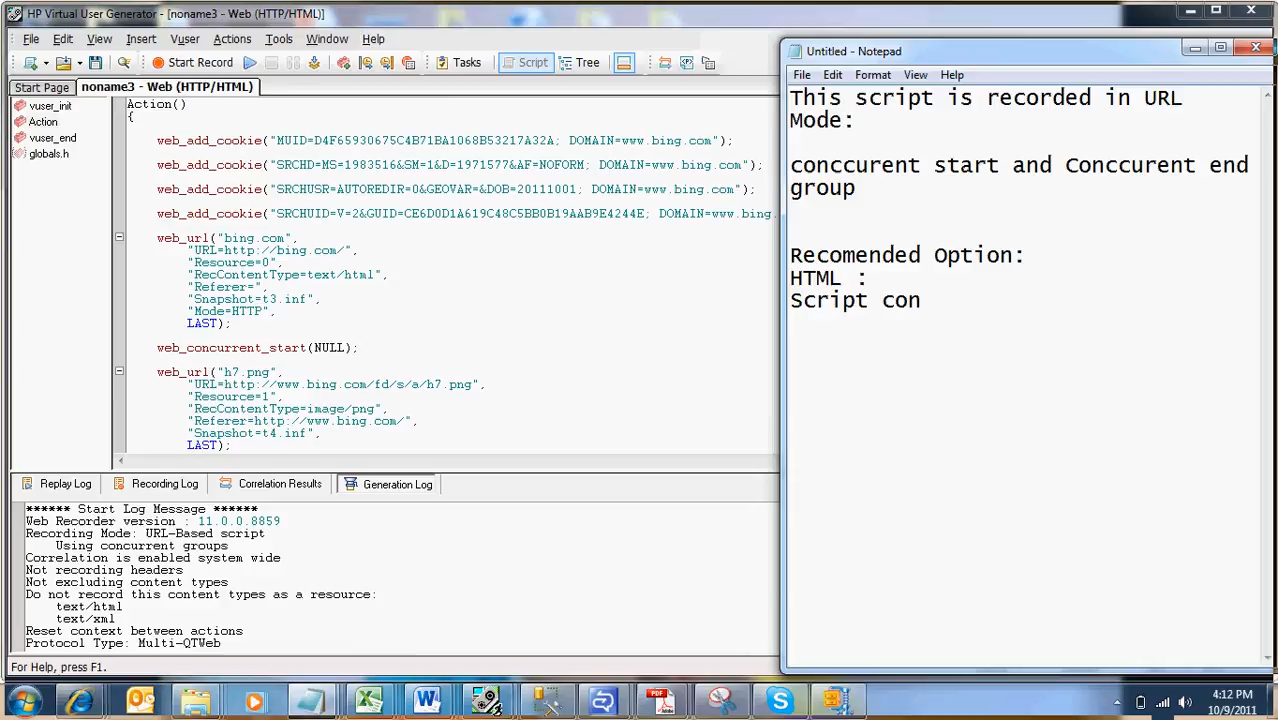 HP Virtual User Generator - [noname3 - Web (HTTP/HTML)]
File Edit View Insert Vuser Actions Tools Window Help
Start Record Tasks Script Tree
Start Page noname3 - Web (HTTP/HTML)
vuser_init
Action
vuser_end
globals.h
Action()
{
web_add_cookie("MUID=D4F65930675C4B71BA1068B53217A32A; DOMAIN=www.bing.com");
web_add_cookie("SRCHD=MS=1983516&SM=1&D=1971577&AF=NOFORM; DOMAIN=www.bing.com");
web_add_cookie("SRCHUSR=AUTOREDIR=0&GEOVAR=&DOB=20111001; DOMAIN=www.bing.com");
web_add_cookie("SRCHUID=V=2&GUID=CE6D0D1A619C48C5BB0B19AAB9E4244E; DOMAIN=www.bing.
web_url("bing.com",
"URL=http://bing.com/",
"Resource=0",
"RecContentType=text/html",
"Referer=",
"Snapshot=t3.inf",
"Mode=HTTP",
LAST);
web_concurrent_start(NULL);
web_url("h7.png",
"URL=http://www.bing.com/fd/s/a/h7.png",
"Resource=1",
"RecContentType=image/png",
"Referer=http://www.bing.com/",
"Snapshot=t4.inf",
LAST);
Replay Log Recording Log Correlation Results Generation Log
****** Start Log Message ******
Web Recorder version : 11.0.0.8859
Recording Mode: URL-Based script
Using concurrent groups
Correlation is enabled system wide
Not recording headers
Not excluding content types
Do not record this content types as a resource:
text/html
text/xml
Reset context between actions
Protocol Type: Multi-QTWeb
For Help, press F1.
Untitled - Notepad
File Edit Format View Help
This script is recorded in URL
Mode:
conccurent start and Conccurent end
group
Recomended Option:
HTML :
Script con
4:12 PM
10/9/2011